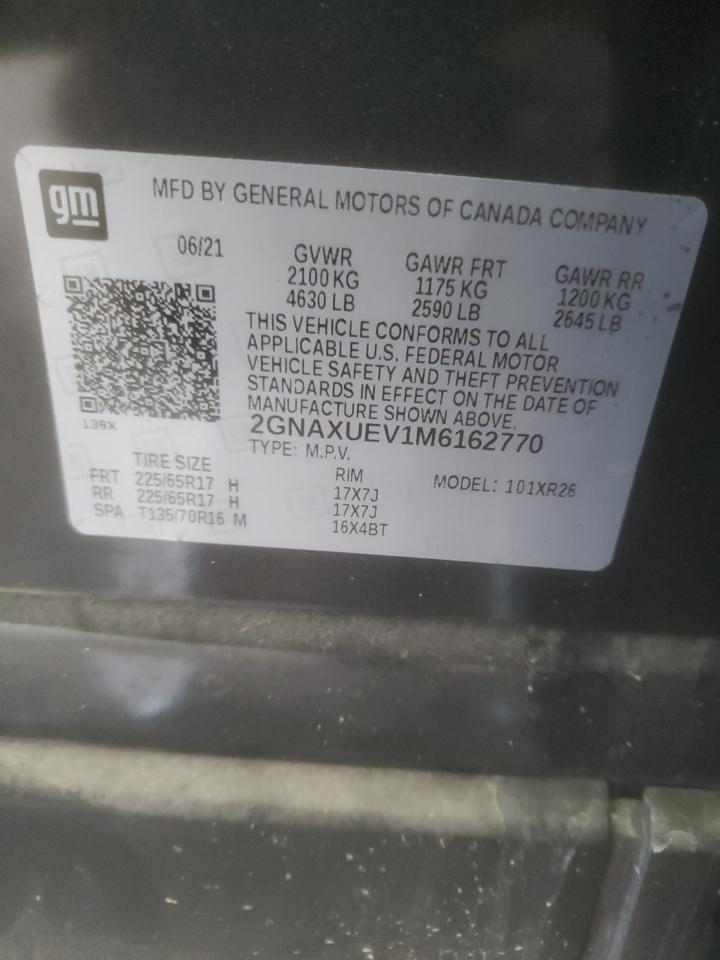 gm
MFD BY GENERAL MOTORS OF CANADA COMPANY
06/21
GVWR
2100 KG
4630 LB
GAWR FRT
1175 KG
2590 LB
GAWR RR
1200 KG
2645 LB
THIS VEHICLE CONFORMS TO ALL
APPLICABLE U.S. FEDERAL MOTOR
VEHICLE SAFETY AND THEFT PREVENTION
STANDARDS IN EFFECT ON THE DATE OF
MANUFACTURE SHOWN ABOVE.
139X
2GNAXUEV1M6162770
TYPE: M.P.V.
MODEL: 101XR26
TIRE SIZE RIM
FRT 225/65R17 H 17X7J
RR 225/65R17 H 17X7J
SPA T135/70R16 M 16X4BT